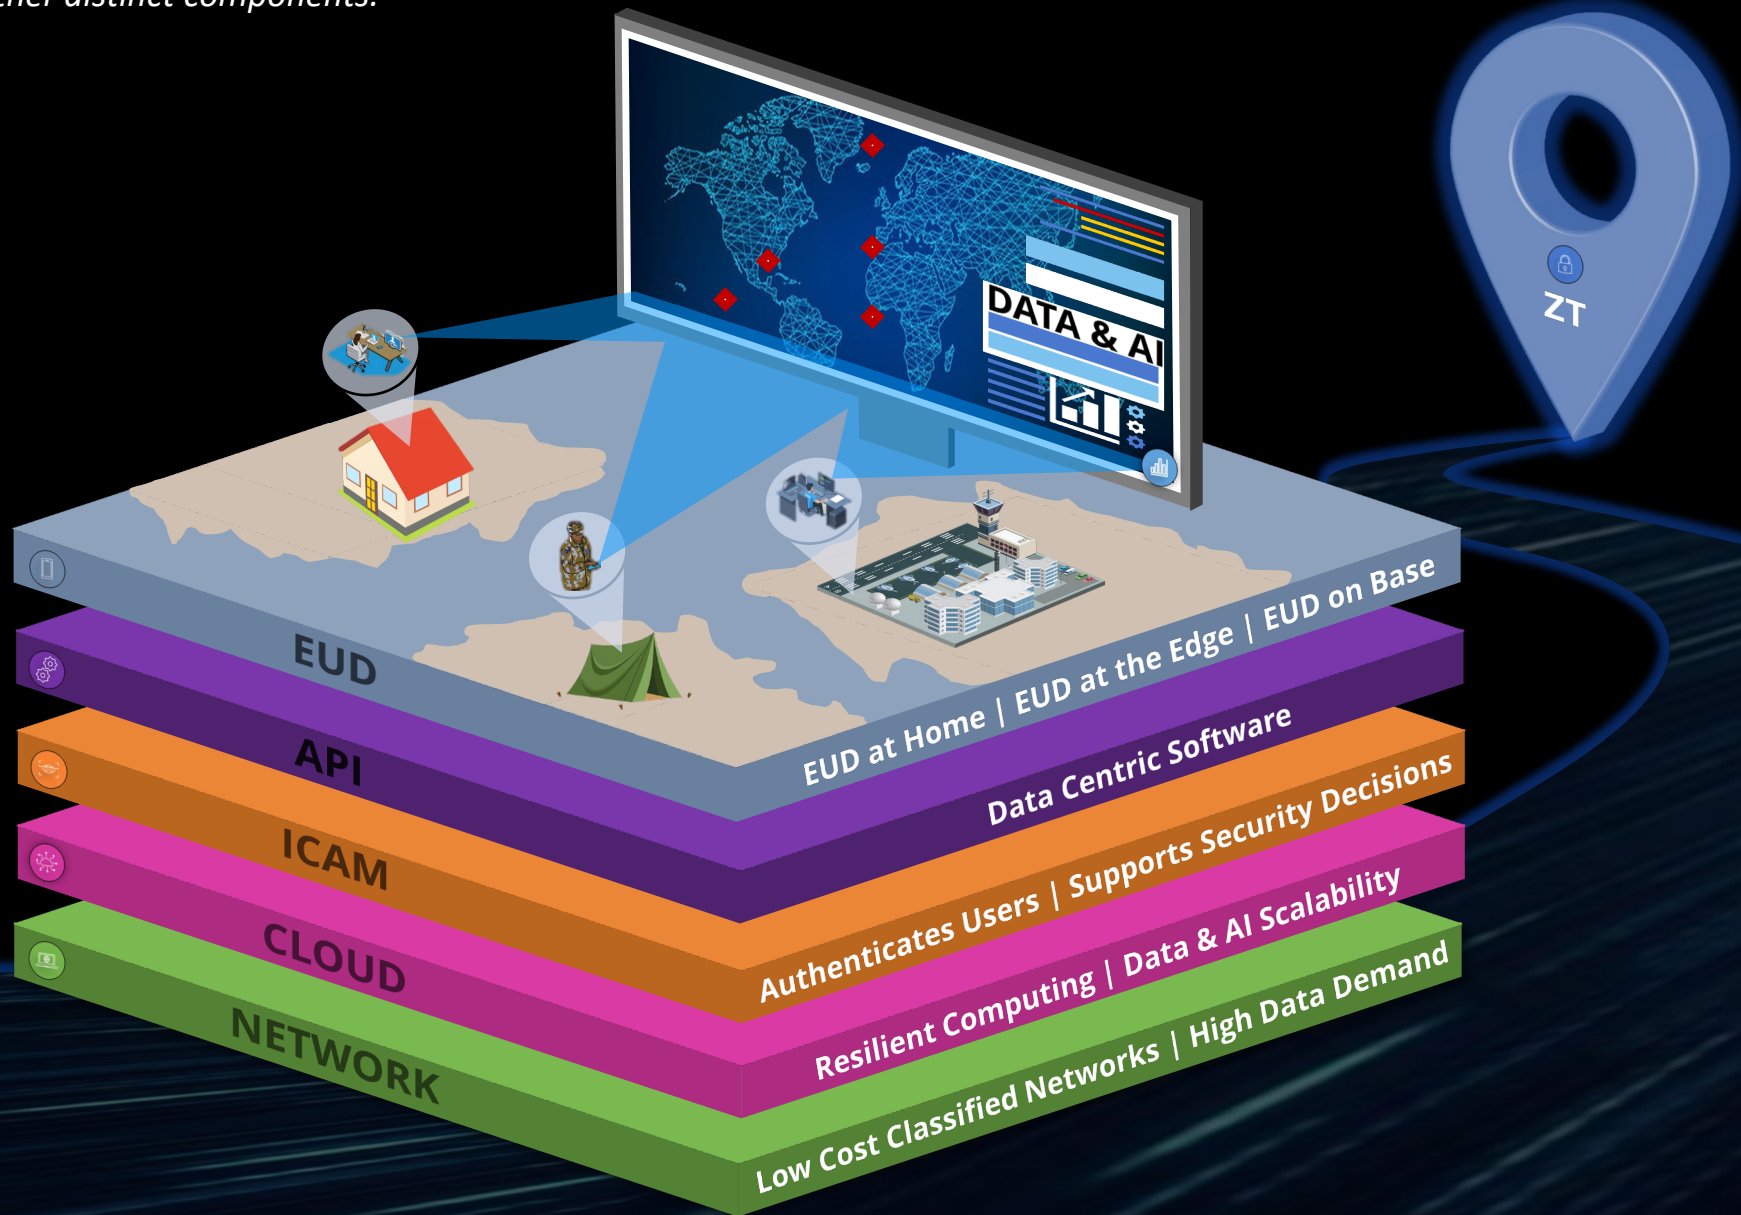 distinct components.
DATA & AI
ZT
EUD
EUD at Home | EUD at the Edge | EUD on Base
API
Data Centric Software
ICAM
Authenticates Users | Supports Security Decisions
CLOUD
Resilient Computing | Data & AI Scalability
NETWORK
Low Cost Classified Networks | High Data Demand